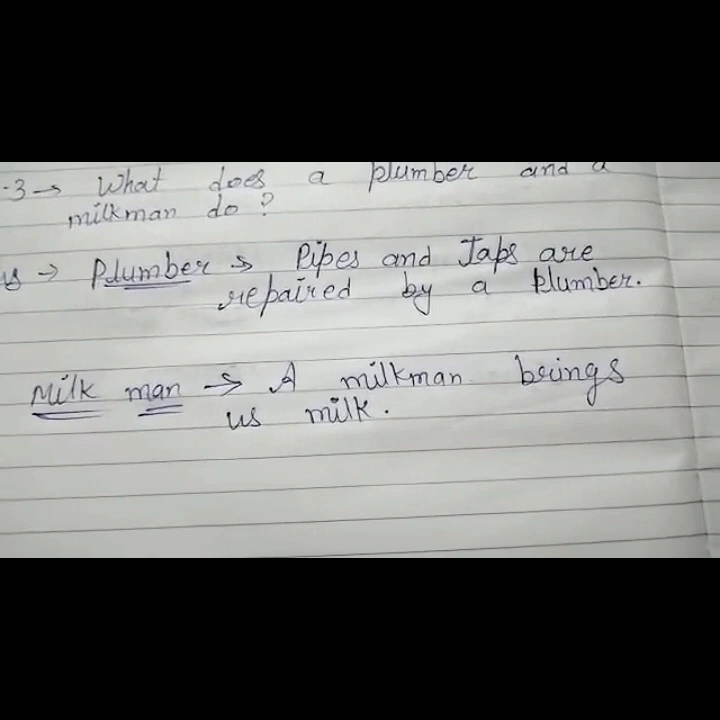 .3→ What does a plumber and a
milkman do?
s → Plumber → Pipes and Taps are
repaired by a plumber.
Milk man → A milkman brings
us milk.